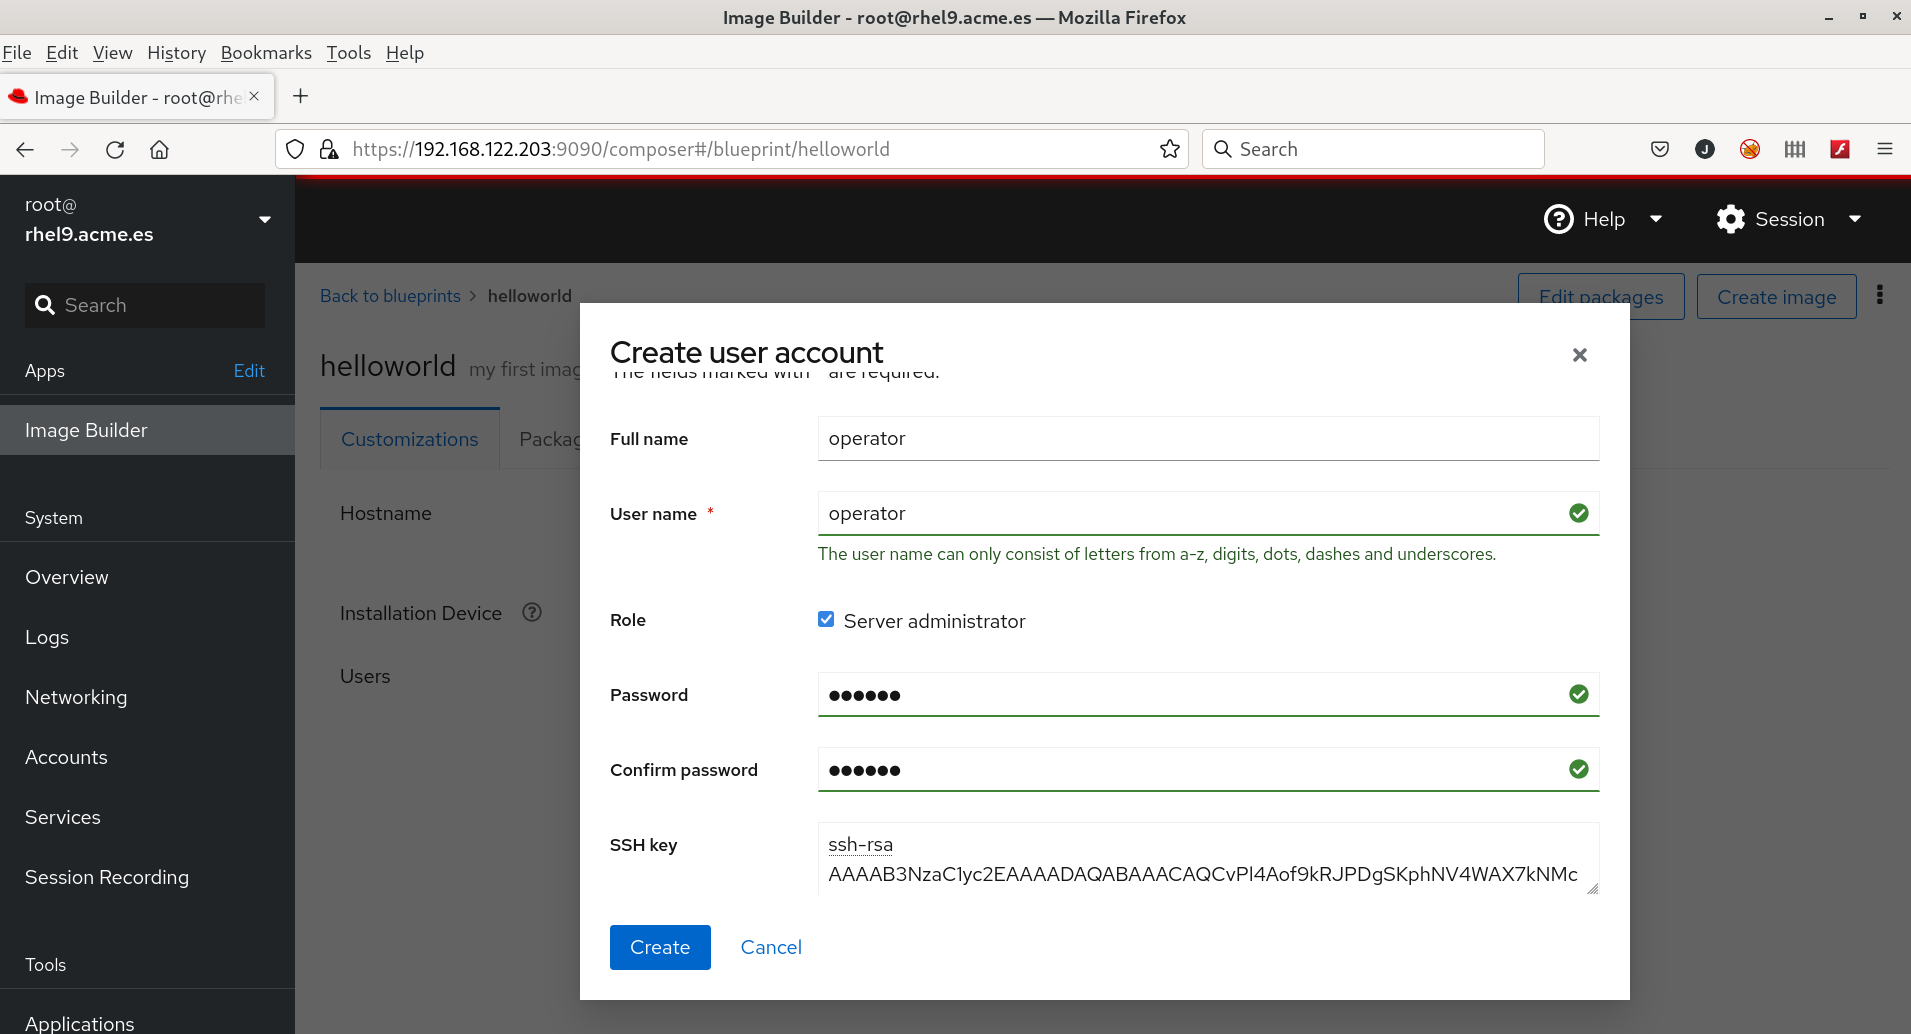 Image Builder - root@rhel9.acme.es — Mozilla Firefox
File Edit View History Bookmarks Tools Help
Image Builder - root@rhe
https://192.168.122.203:9090/composer#/blueprint/helloworld
Search
J
root@
rhel9.acme.es
Help
Session
Search
Apps
Edit
Image Builder
System
Overview
Logs
Networking
Accounts
Services
Session Recording
Tools
Applications
Back to blueprints > helloworld
Edit packages
Create image
helloworld my first imag
Customizations
Packag
Hostname
Installation Device
Users
Create user account
The fields marked with * are required.
Full name
operator
User name *
operator
The user name can only consist of letters from a-z, digits, dots, dashes and underscores.
Role
Server administrator
Password
●●●●●●
Confirm password
●●●●●●
SSH key
ssh-rsa
AAAAB3NzaC1yc2EAAAADAQABAAACAQCvPl4Aof9kRJPDgSKphNV4WAX7kNMc
Create
Cancel